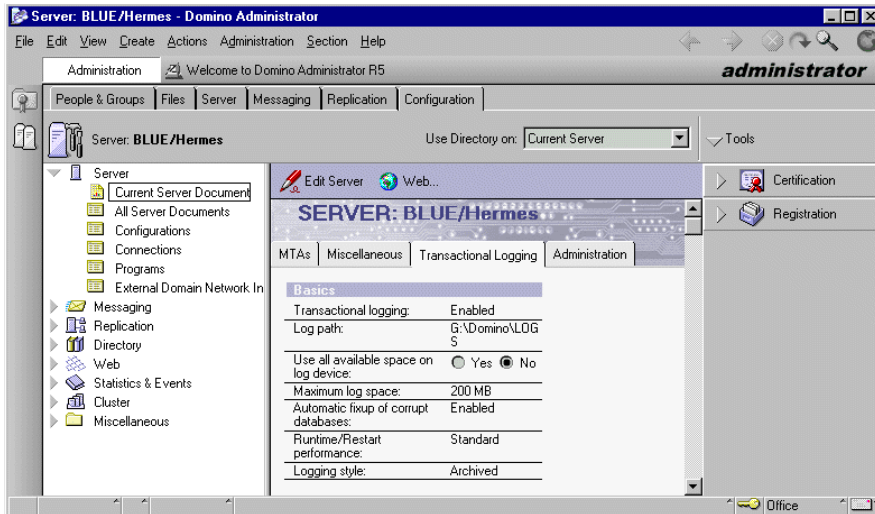 Server: BLUE/Hermes - Domino Administrator
File Edit View Create Actions Administration Section Help
Administration Welcome to Domino Administrator R5 administrator
People & Groups Files Server Messaging Replication Configuration
Server: BLUE/Hermes Use Directory on: Current Server Tools
Server
Current Server Document
All Server Documents
Configurations
Connections
Programs
External Domain Network In
Messaging
Replication
Directory
Web
Statistics & Events
Cluster
Miscellaneous
Edit Server Web...
SERVER: BLUE/Hermes
MTAs Miscellaneous Transactional Logging Administration
Basics
Transactional logging: Enabled
Log path: G:\Domino\LOG
S
Use all available space on
log device: Yes No
Maximum log space: 200 MB
Automatic fixup of corrupt Enabled
databases:
Runtime/Restart Standard
performance:
Logging style: Archived
Certification
Registration
Office